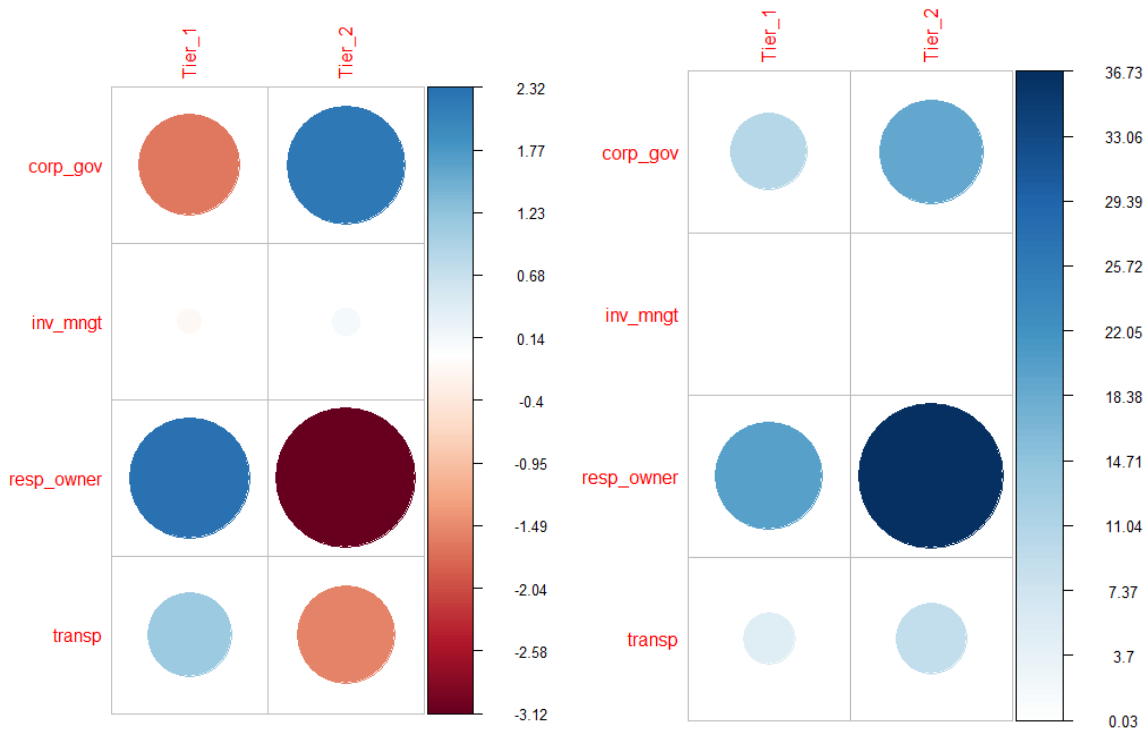 Tier_1
Tier_2
corp_gov
inv_mngt
resp_owner
transp
2.32
1.77
1.23
0.68
0.14
-0.4
-0.95
-1.49
-2.04
-2.58
-3.12
Tier_1
Tier_2
corp_gov
inv_mngt
resp_owner
transp
36.73
33.06
29.39
25.72
22.05
18.38
14.71
11.04
7.37
3.7
0.03